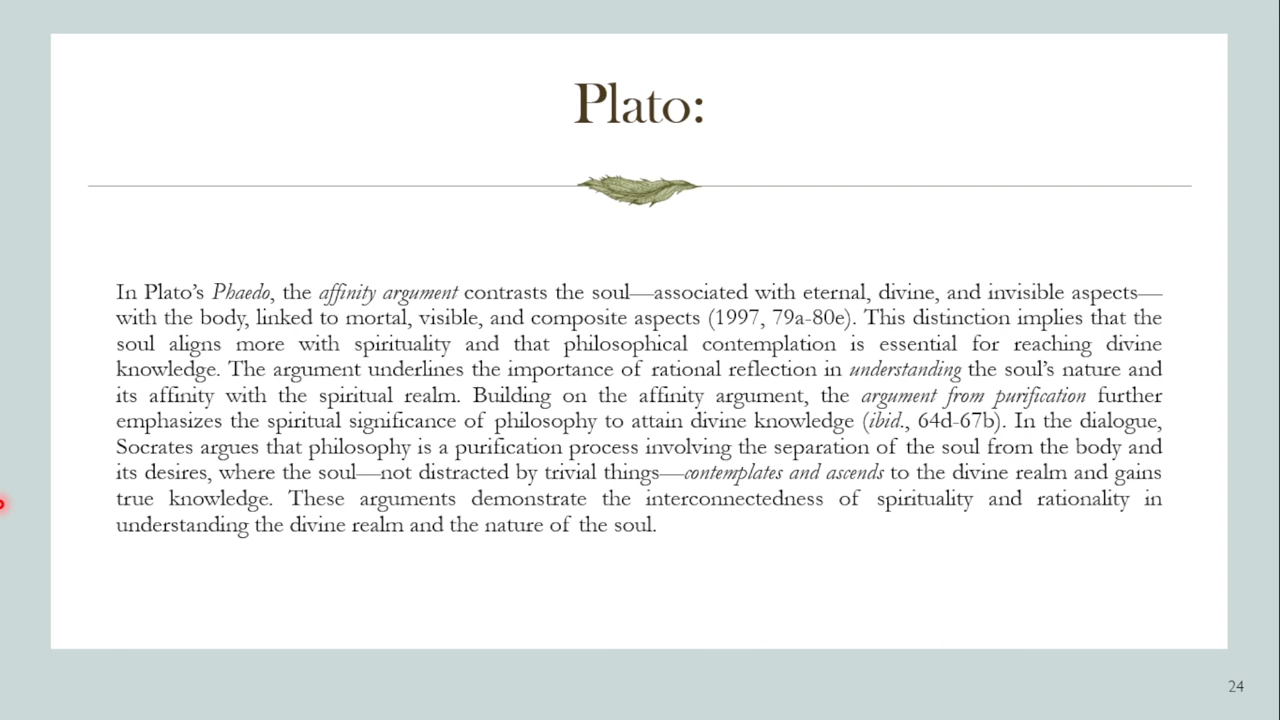 Plato:
In Plato’s Phaedo, the affinity argument contrasts the soul—associated with eternal, divine, and invisible aspects—
with the body, linked to mortal, visible, and composite aspects (1997, 79a-80e). This distinction implies that the
soul aligns more with spirituality and that philosophical contemplation is essential for reaching divine
knowledge. The argument underlines the importance of rational reflection in understanding the soul’s nature and
its affinity with the spiritual realm. Building on the affinity argument, the argument from purification further
emphasizes the spiritual significance of philosophy to attain divine knowledge (ibid., 64d-67b). In the dialogue,
Socrates argues that philosophy is a purification process involving the separation of the soul from the body and
its desires, where the soul—not distracted by trivial things—contemplates and ascends to the divine realm and gains
true knowledge. These arguments demonstrate the interconnectedness of spirituality and rationality in
understanding the divine realm and the nature of the soul.
24